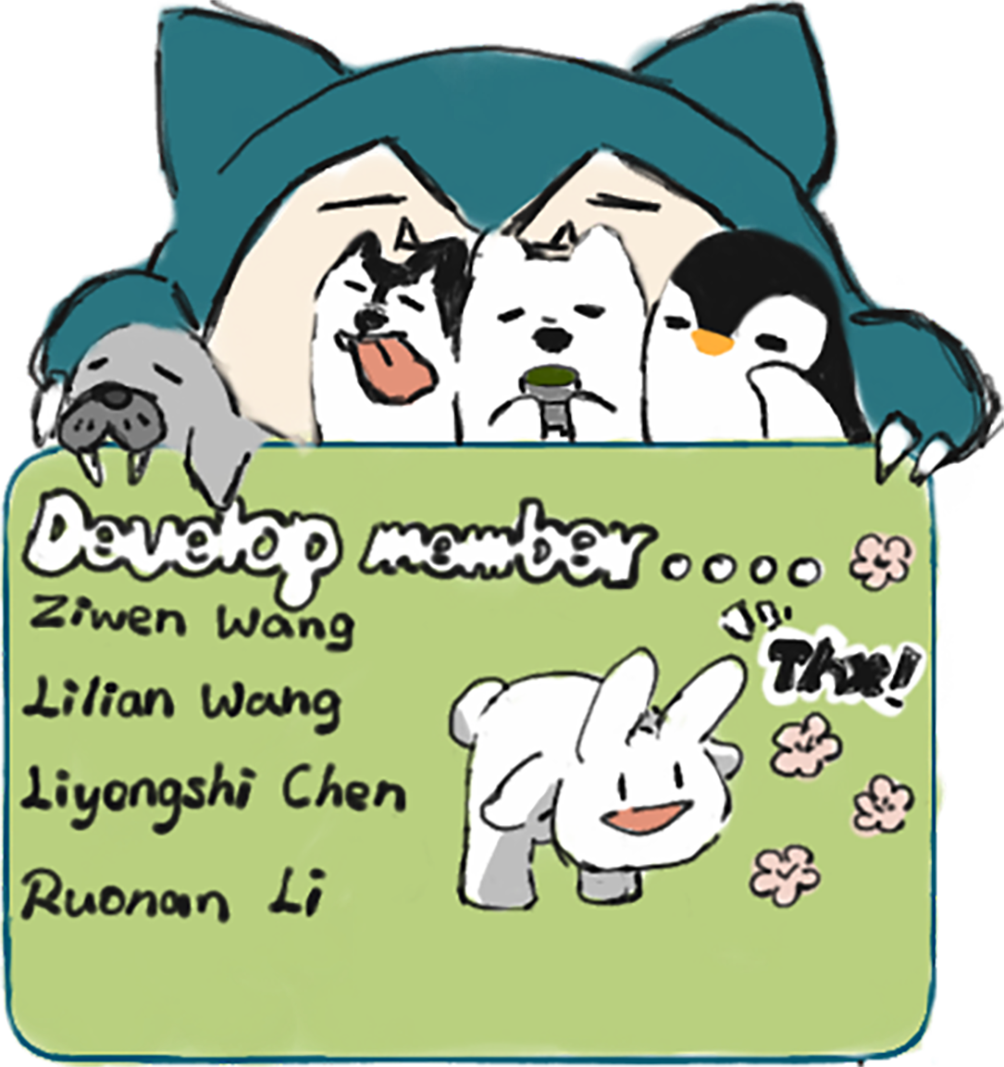 Develop member....
Thx!
Ziwen Wang
Lilian Wang
Liyongshi Chen
Ruonan Li